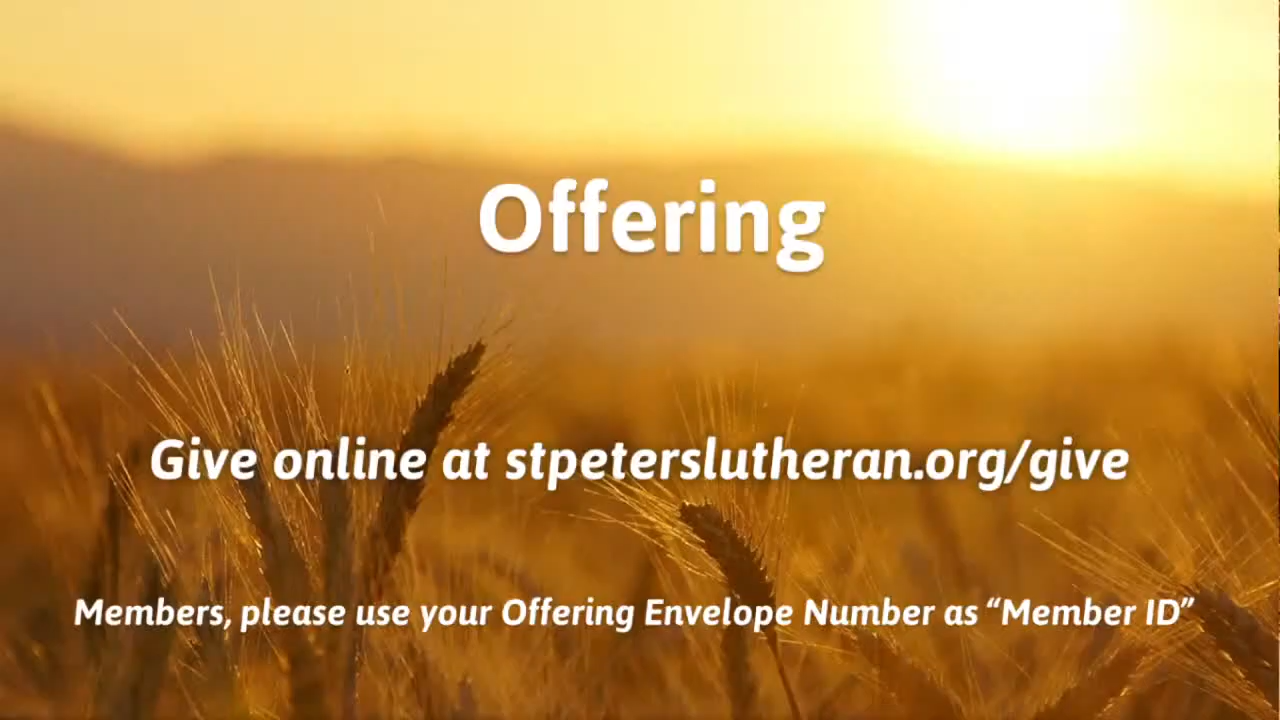 Offering
Give online at stpeterslutheran.org/give
Members, please use your Offering Envelope Number as “Member ID”